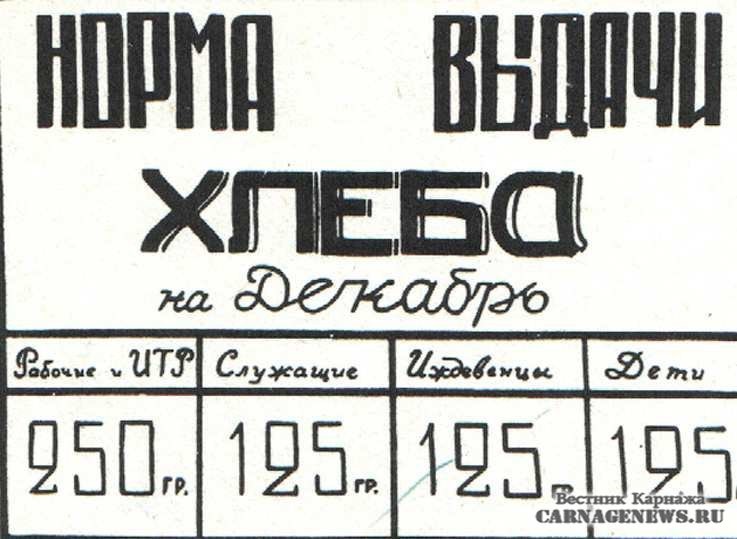 НОРМА ВЫДАЧИ
ХЛЕБА
на Декабрь
Рабочие и ИТР Служащие Иждевенцы Дети
250 гр. 125 гр. 125 125
Вестник Карнажа
CARNAGENEWS.RU